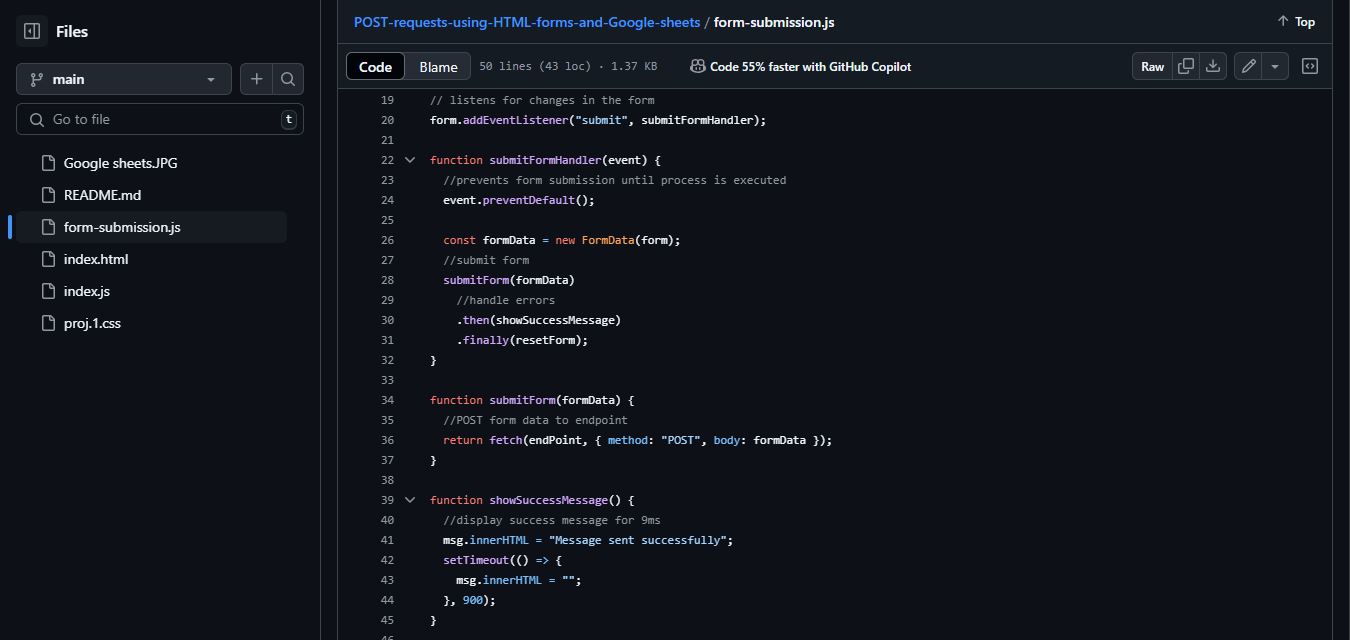 Files
main
Go to file
t
Google sheets.JPG
README.md
form-submission.js
index.html
index.js
proj.1.css
POST-requests-using-HTML-forms-and-Google-sheets / form-submission.js
Top
Code Blame 50 lines (43 loc) · 1.37 KB Code 55% faster with GitHub Copilot Raw
19 // listens for changes in the form
20 form.addEventListener("submit", submitFormHandler);
21
22 function submitFormHandler(event) {
23 //prevents form submission until process is executed
24 event.preventDefault();
25
26 const formData = new FormData(form);
27 //submit form
28 submitForm(formData)
29 //handle errors
30 .then(showSuccessMessage)
31 .finally(resetForm);
32 }
33
34 function submitForm(formData) {
35 //POST form data to endpoint
36 return fetch(endPoint, { method: "POST", body: formData });
37 }
38
39 function showSuccessMessage() {
40 //display success message for 9ms
41 msg.innerHTML = "Message sent successfully";
42 setTimeout(() => {
43 msg.innerHTML = "";
44 }, 900);
45 }
46